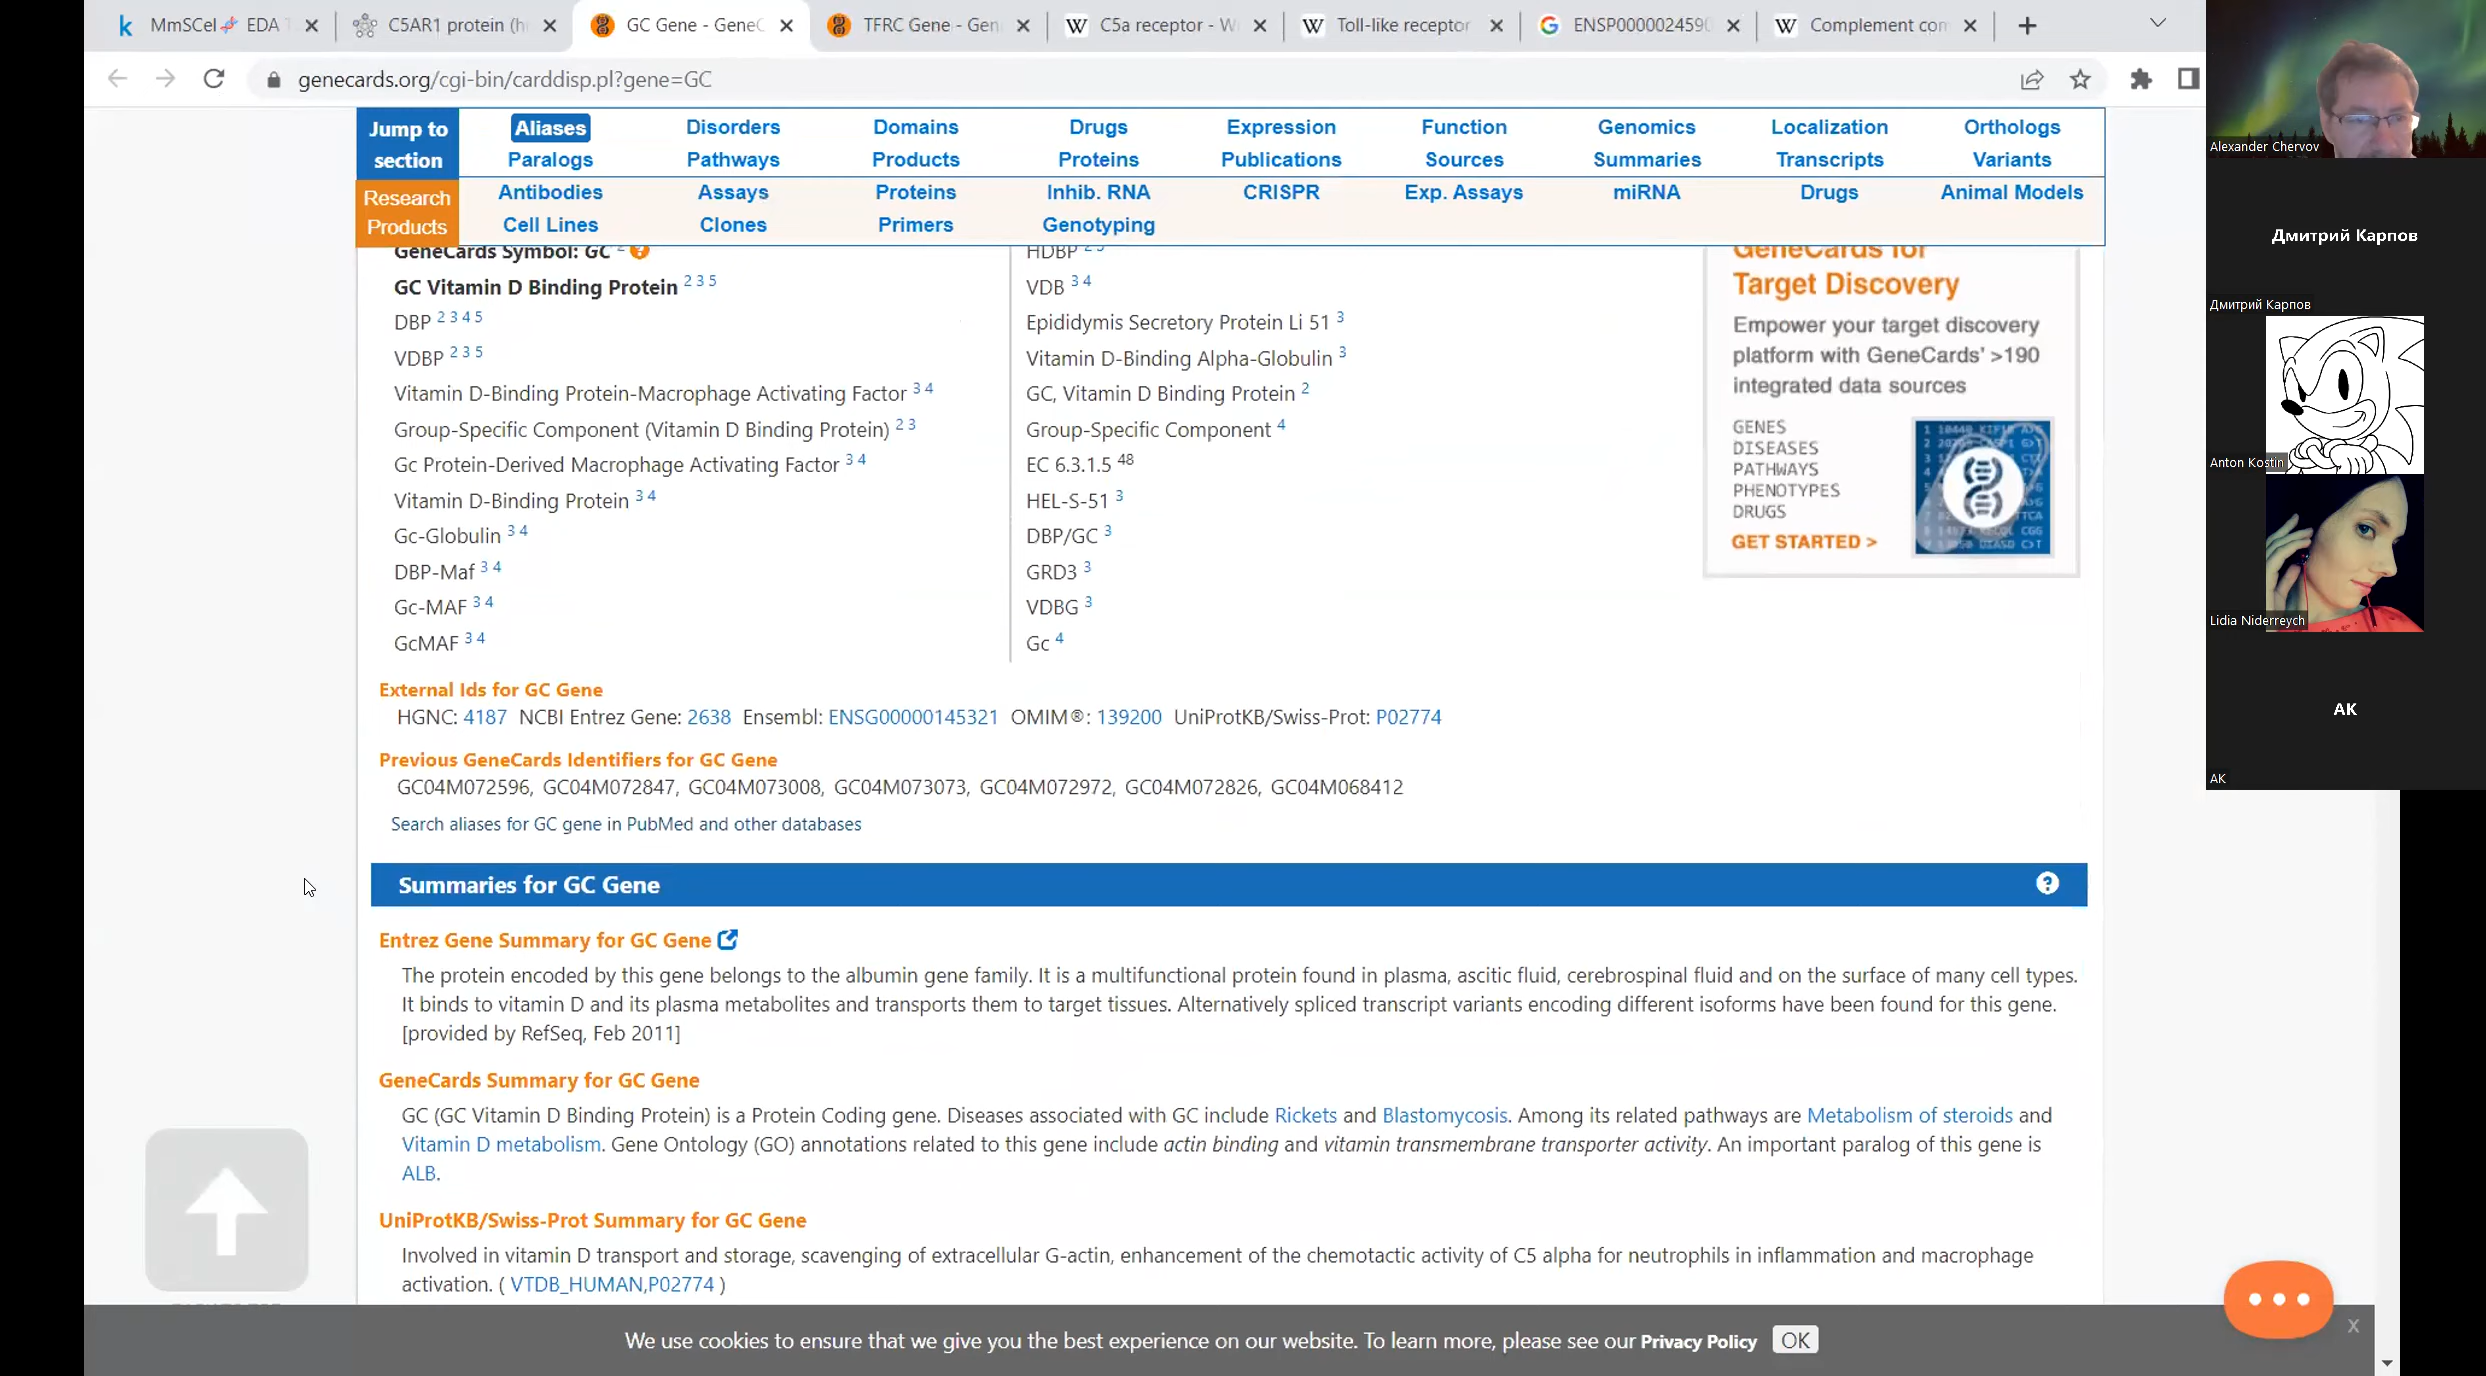 MmSCel EDA
C5AR1 protein (h
GC Gene - GeneC
TFRC Gene - Gen
C5a receptor - W
Toll-like receptor
ENSP0000024590
Complement com
genecards.org/cgi-bin/carddisp.pl?gene=GC
Jump to section
Aliases Disorders Domains Drugs Expression Function Genomics Localization Orthologs
Paralogs Pathways Products Proteins Publications Sources Summaries Transcripts Variants
Research Products
Antibodies Assays Proteins Inhib. RNA CRISPR Exp. Assays miRNA Drugs Animal Models
Cell Lines Clones Primers Genotyping
GeneCards Symbol: GC 2
GC Vitamin D Binding Protein 2 3 5
DBP 2 3 4 5
VDBP 2 3 5
Vitamin D-Binding Protein-Macrophage Activating Factor 3 4
Group-Specific Component (Vitamin D Binding Protein) 2 3
Gc Protein-Derived Macrophage Activating Factor 3 4
Vitamin D-Binding Protein 3 4
Gc-Globulin 3 4
DBP-Maf 3 4
Gc-MAF 3 4
GcMAF 3 4
HDBP 2 5
VDB 3 4
Epididymis Secretory Protein Li 51 3
Vitamin D-Binding Alpha-Globulin 3
GC, Vitamin D Binding Protein 2
Group-Specific Component 4
EC 6.3.1.5 48
HEL-S-51 3
DBP/GC 3
GRD3 3
VDBG 3
Gc 4
GeneCards for
Target Discovery
Empower your target discovery
platform with GeneCards' >190
integrated data sources
GENES
DISEASES
PATHWAYS
PHENOTYPES
DRUGS
GET STARTED >
External Ids for GC Gene
HGNC: 4187 NCBI Entrez Gene: 2638 Ensembl: ENSG00000145321 OMIM®: 139200 UniProtKB/Swiss-Prot: P02774
Previous GeneCards Identifiers for GC Gene
GC04M072596, GC04M072847, GC04M073008, GC04M073073, GC04M072972, GC04M072826, GC04M068412
Search aliases for GC gene in PubMed and other databases
Summaries for GC Gene
?
Entrez Gene Summary for GC Gene
The protein encoded by this gene belongs to the albumin gene family. It is a multifunctional protein found in plasma, ascitic fluid, cerebrospinal fluid and on the surface of many cell types.
It binds to vitamin D and its plasma metabolites and transports them to target tissues. Alternatively spliced transcript variants encoding different isoforms have been found for this gene.
[provided by RefSeq, Feb 2011]
GeneCards Summary for GC Gene
GC (GC Vitamin D Binding Protein) is a Protein Coding gene. Diseases associated with GC include Rickets and Blastomycosis. Among its related pathways are Metabolism of steroids and
Vitamin D metabolism. Gene Ontology (GO) annotations related to this gene include actin binding and vitamin transmembrane transporter activity. An important paralog of this gene is
ALB.
UniProtKB/Swiss-Prot Summary for GC Gene
Involved in vitamin D transport and storage, scavenging of extracellular G-actin, enhancement of the chemotactic activity of C5 alpha for neutrophils in inflammation and macrophage
activation. ( VTDB_HUMAN,P02774 )
We use cookies to ensure that we give you the best experience on our website. To learn more, please see our Privacy Policy OK
x
Alexander Chervov
Дмитрий Карпов
Дмитрий Карпов
Anton Kostin
Lidia Niderreych
AK
AK